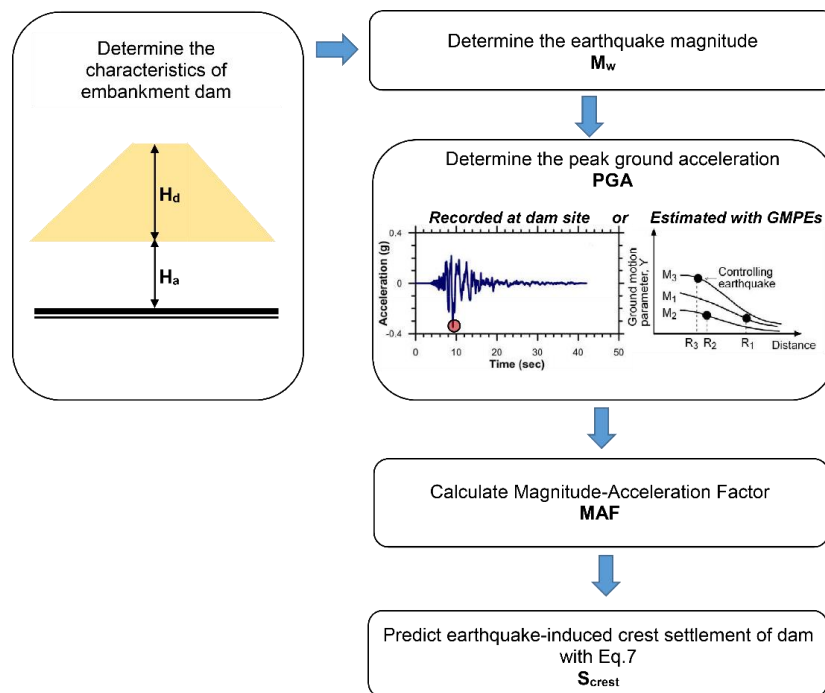 Determine the
characteristics of
embankment dam
Hd
Ha
Determine the earthquake magnitude
Mw
Determine the peak ground acceleration
PGA
Recorded at dam site or Estimated with GMPEs
Acceleration (g)
0.4
0
-0.4
0 10 20 30 40 50
Time (sec)
Ground motion
parameter, Y
M3
M1
M2
Controlling
earthquake
R3 R2 R1
Distance
Calculate Magnitude-Acceleration Factor
MAF
Predict earthquake-induced crest settlement of dam
with Eq.7
Screst